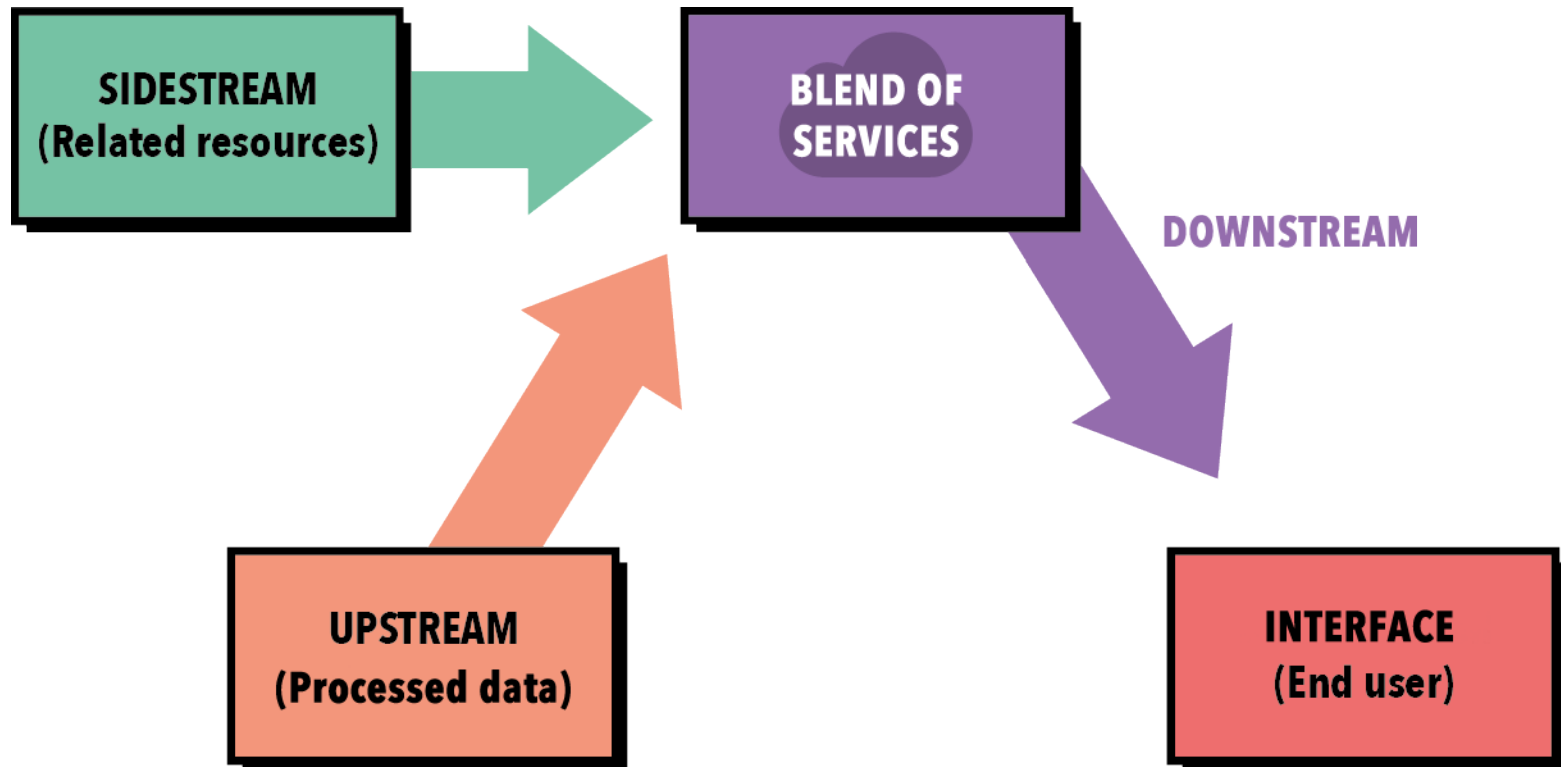 SIDESTREAM
(Related resources)
BLEND OF
SERVICES
DOWNSTREAM
UPSTREAM
(Processed data)
INTERFACE
(End user)